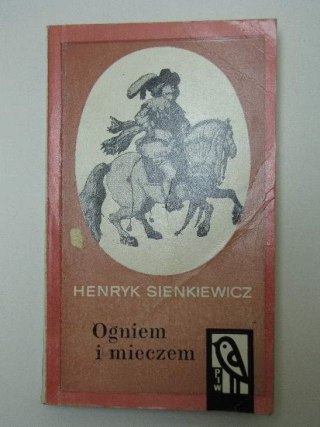 HENRYK SIENKIEWICZ
Ogniem
i mieczem
PIW